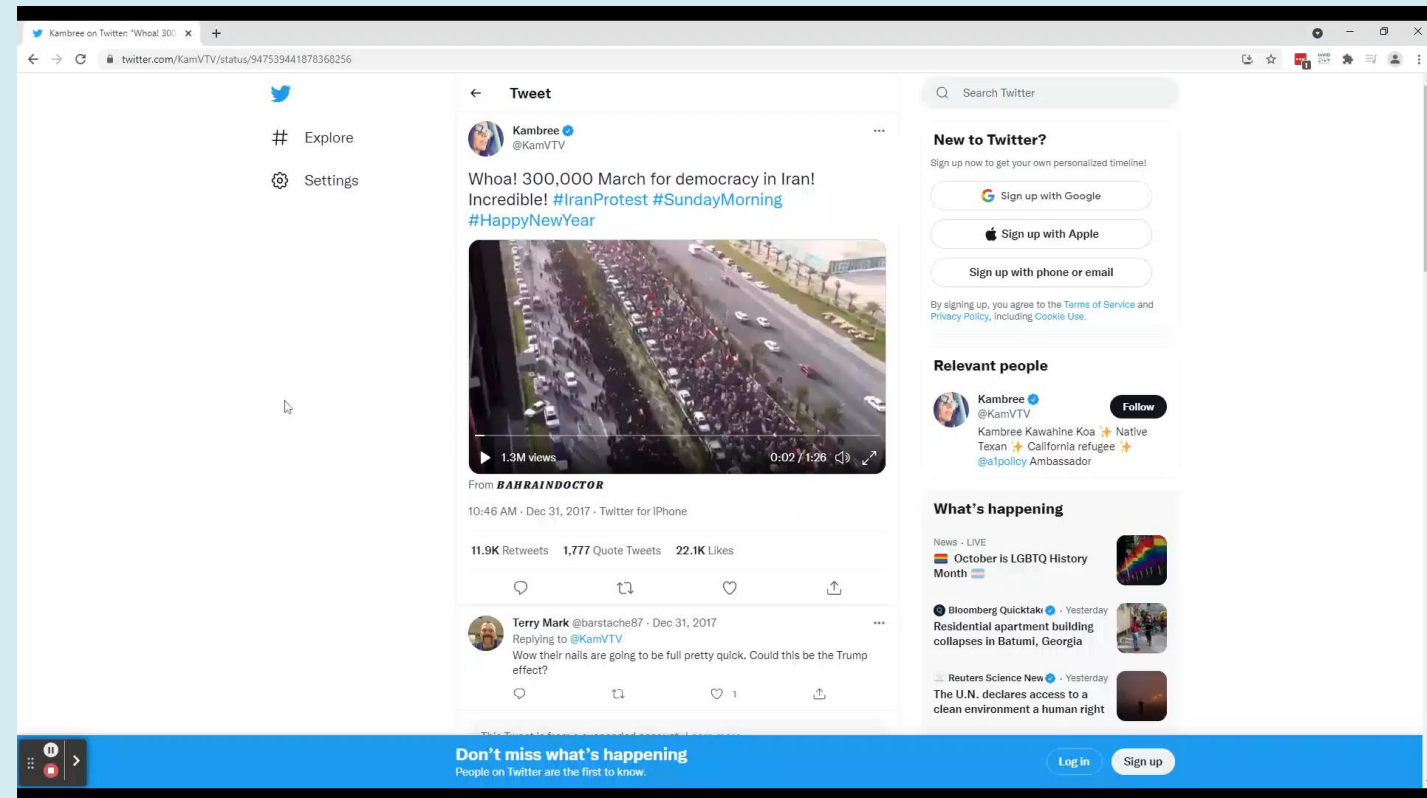 Kambree on Twitter: "Whoa! 300
twitter.com/KamVTV/status/947539441878368256
Explore
Settings
Tweet
Kambree
@KamVTV
Whoa! 300,000 March for democracy in Iran!
Incredible! #IranProtest #SundayMorning
#HappyNewYear
1.3M views
0:02 / 1:26
From BAHRAINDOCTOR
10:46 AM · Dec 31, 2017 · Twitter for iPhone
11.9K Retweets 1,777 Quote Tweets 22.1K Likes
Terry Mark @barstache87 · Dec 31, 2017
Replying to @KamVTV
Wow their nails are going to be full pretty quick. Could this be the Trump
effect?
1
Search Twitter
New to Twitter?
Sign up now to get your own personalized timeline!
Sign up with Google
Sign up with Apple
Sign up with phone or email
By signing up, you agree to the Terms of Service and
Privacy Policy, including Cookie Use.
Relevant people
Kambree
@KamVTV
Follow
Kambree Kawahine Koa ✨ Native
Texan ✨ California refugee ✨
@a1policy Ambassador
What's happening
News · LIVE
October is LGBTQ History
Month
Bloomberg Quicktake · Yesterday
Residential apartment building
collapses in Batumi, Georgia
Reuters Science New · Yesterday
The U.N. declares access to a
clean environment a human right
Don't miss what's happening
People on Twitter are the first to know.
Log in
Sign up